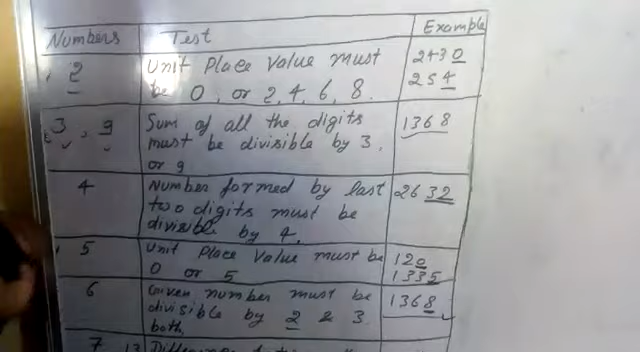 Numbers Test Example
2 Unit Place Value must 2430
be 0, or 2, 4, 6, 8. 254
3, 9 Sum of all the digits 1368
must be divisible by 3.
or 9
4 Number formed by last 2632
two digits must be
divisible by 4.
5 Unit Place Value must be 120
0 or 5 1335
6 Given number must be 1368
divisible by 2 & 3
both.
7, 13